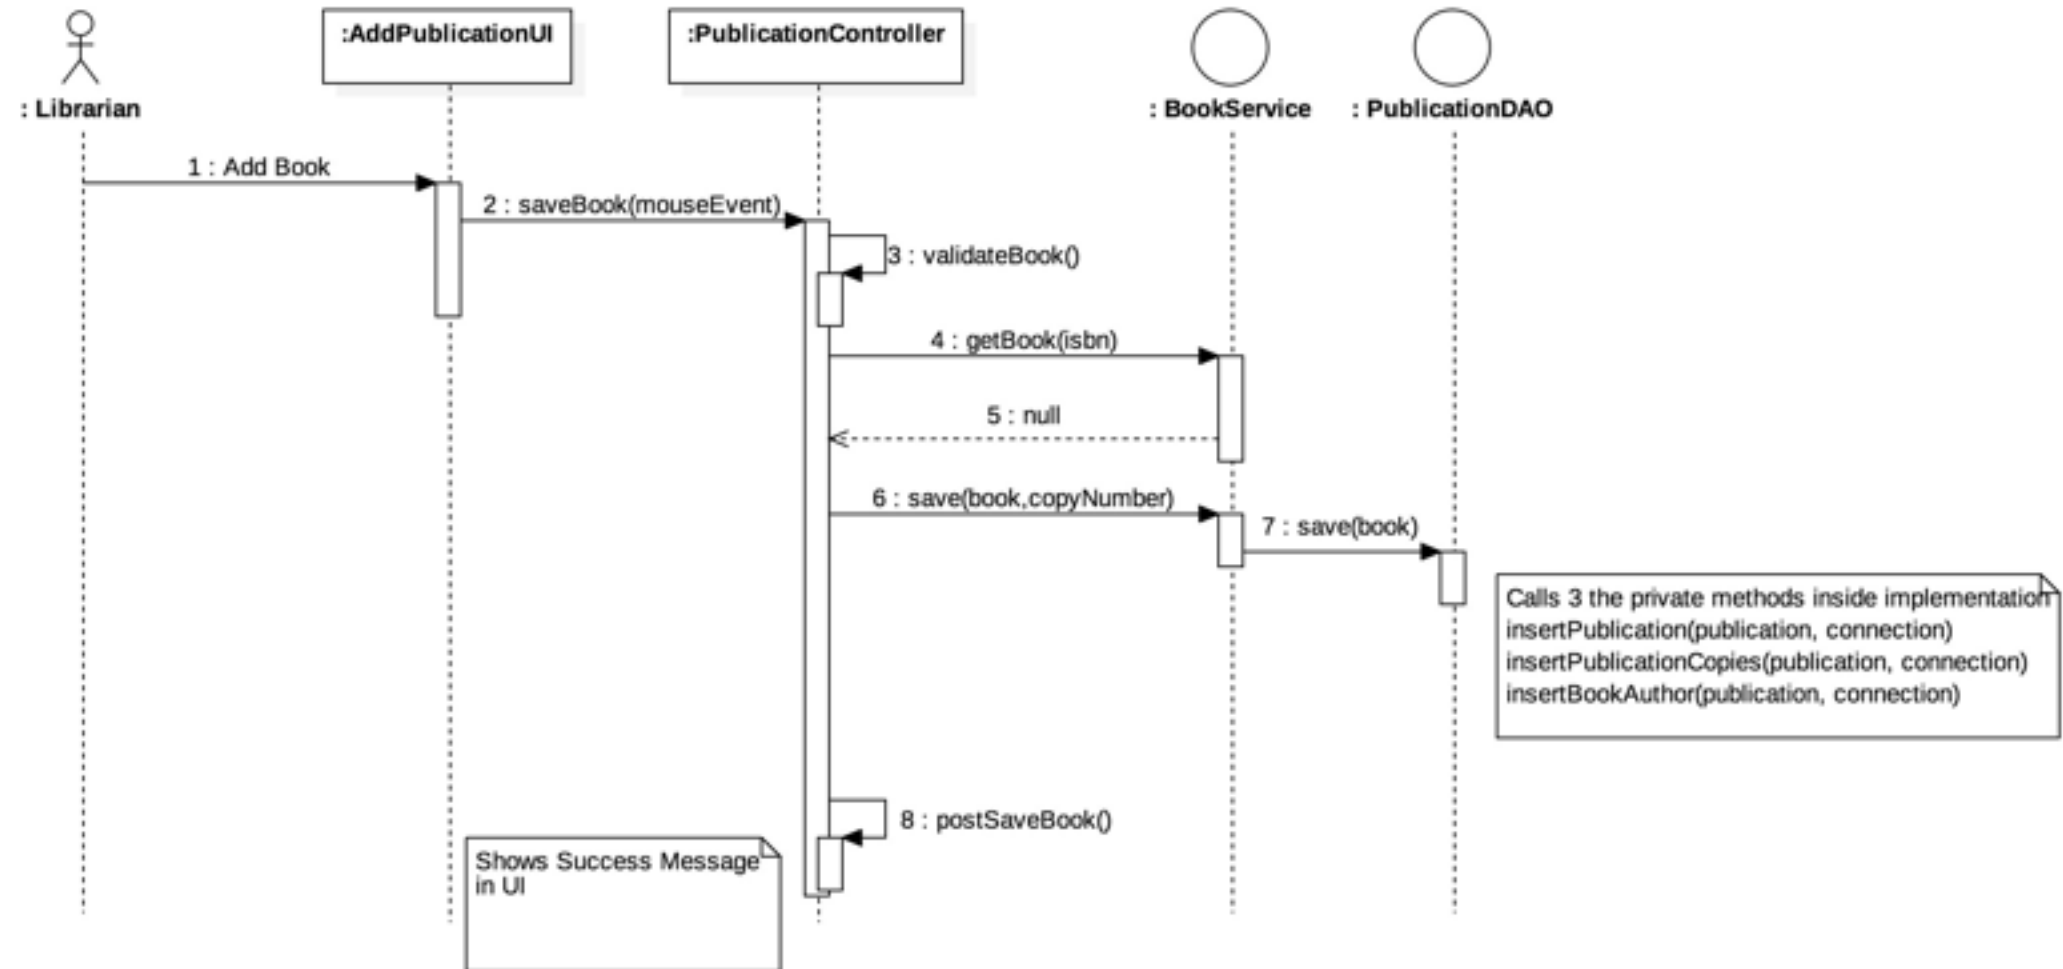 :AddPublicationUI
:PublicationController
: Librarian
: BookService
: PublicationDAO
1 : Add Book
2 : saveBook(mouseEvent)
3 : validateBook()
4 : getBook(isbn)
5 : null
6 : save(book,copyNumber)
7 : save(book)
Calls 3 the private methods inside implementation
insertPublication(publication, connection)
insertPublicationCopies(publication, connection)
insertBookAuthor(publication, connection)
8 : postSaveBook()
Shows Success Message
in UI